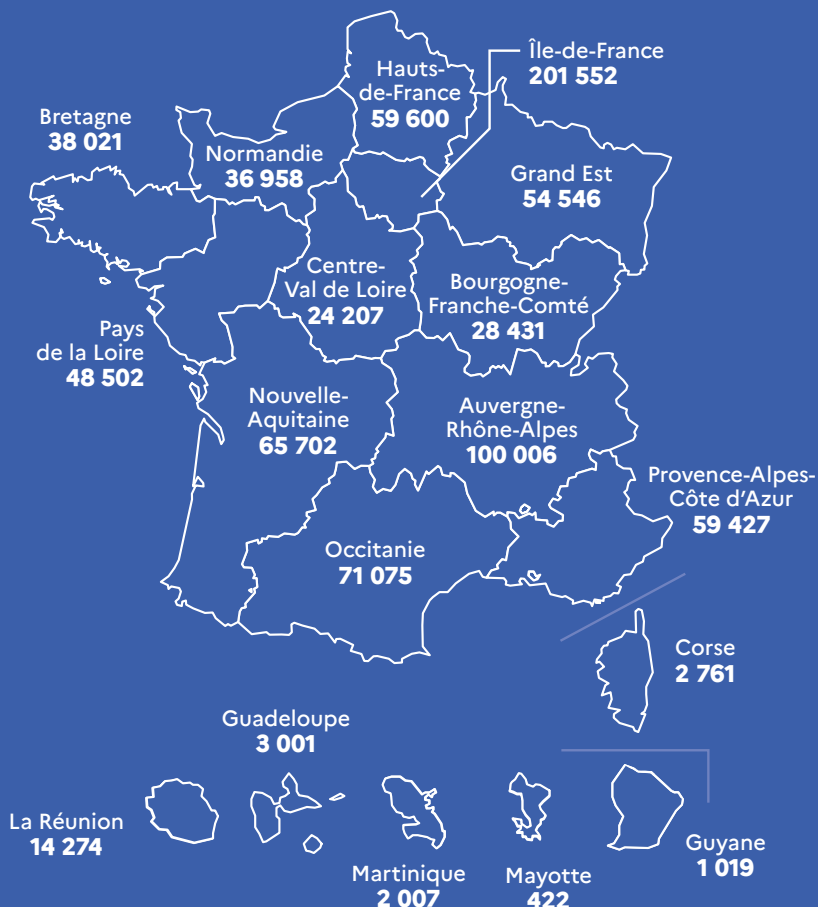 Île-de-France
201 552
Hauts-
de-France
59 600
Bretagne
38 021
Normandie
36 958
Grand Est
54 546
Centre-
Val de Loire
24 207
Bourgogne-
Franche-Comté
28 431
Pays
de la Loire
48 502
Nouvelle-
Aquitaine
65 702
Auvergne-
Rhône-Alpes
100 006
Provence-Alpes-
Côte d’Azur
59 427
Occitanie
71 075
Corse
2 761
Guadeloupe
3 001
La Réunion
14 274
Martinique
2 007
Mayotte
422
Guyane
1 019